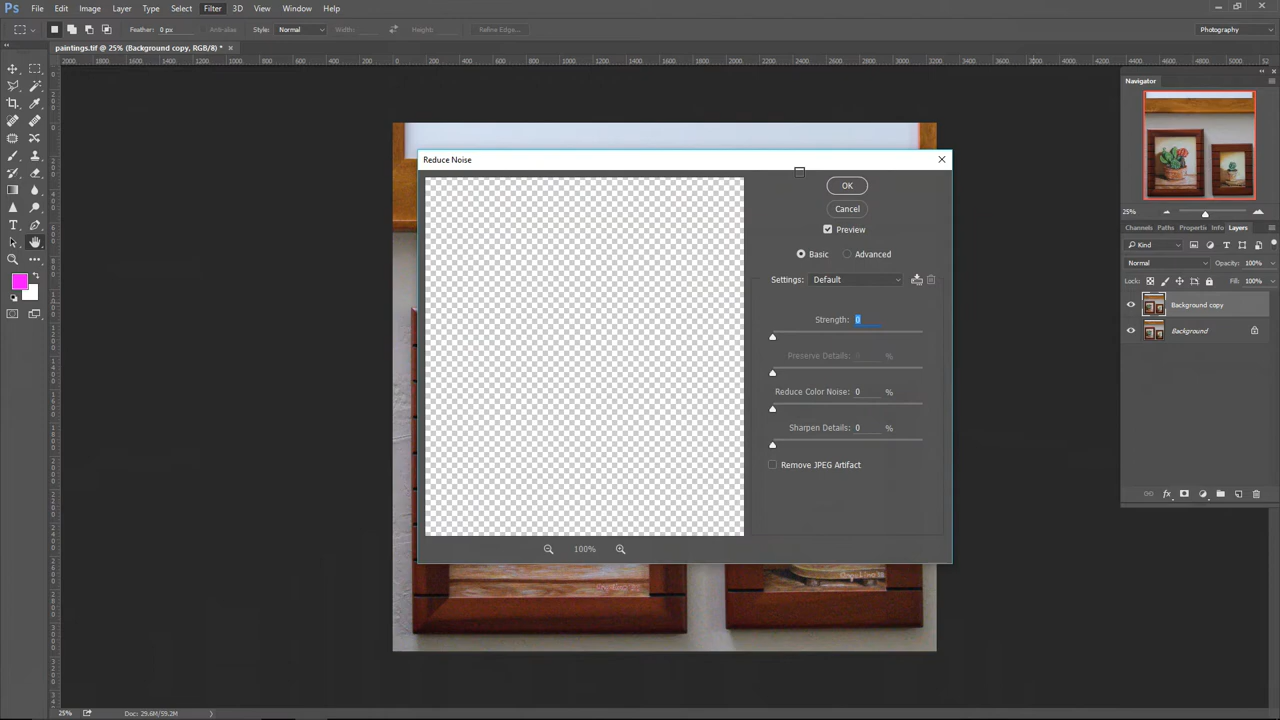 Ps File Edit Image Layer Type Select Filter 3D View Window Help
Feather: 0 px Anti-alias Style: Normal Width: Height: Refine Edge... Photography
paintings.tif @ 25% (Background copy, RGB/8) *
Navigator
25%
Channels Paths Properti Info Layers
Kind
Normal Opacity: 100%
Lock: Fill: 100%
Background copy
Background
Reduce Noise
OK
Cancel
Preview
Basic Advanced
Settings: Default
Strength: 0
Preserve Details: %
Reduce Color Noise: 0 %
Sharpen Details: 0 %
Remove JPEG Artifact
100%
25% Doc: 29.6M/59.2M